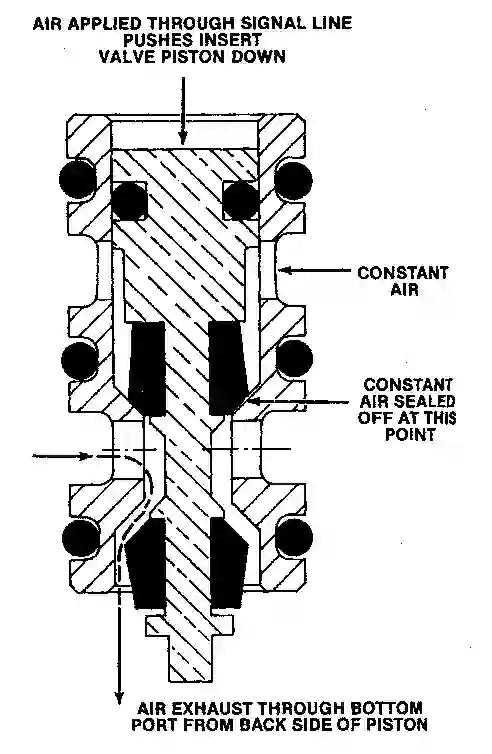 AIR APPLIED THROUGH SIGNAL LINE
PUSHES INSERT
VALVE PISTON DOWN
CONSTANT
AIR
CONSTANT
AIR SEALED
OFF AT THIS
POINT
AIR EXHAUST THROUGH BOTTOM
PORT FROM BACK SIDE OF PISTON